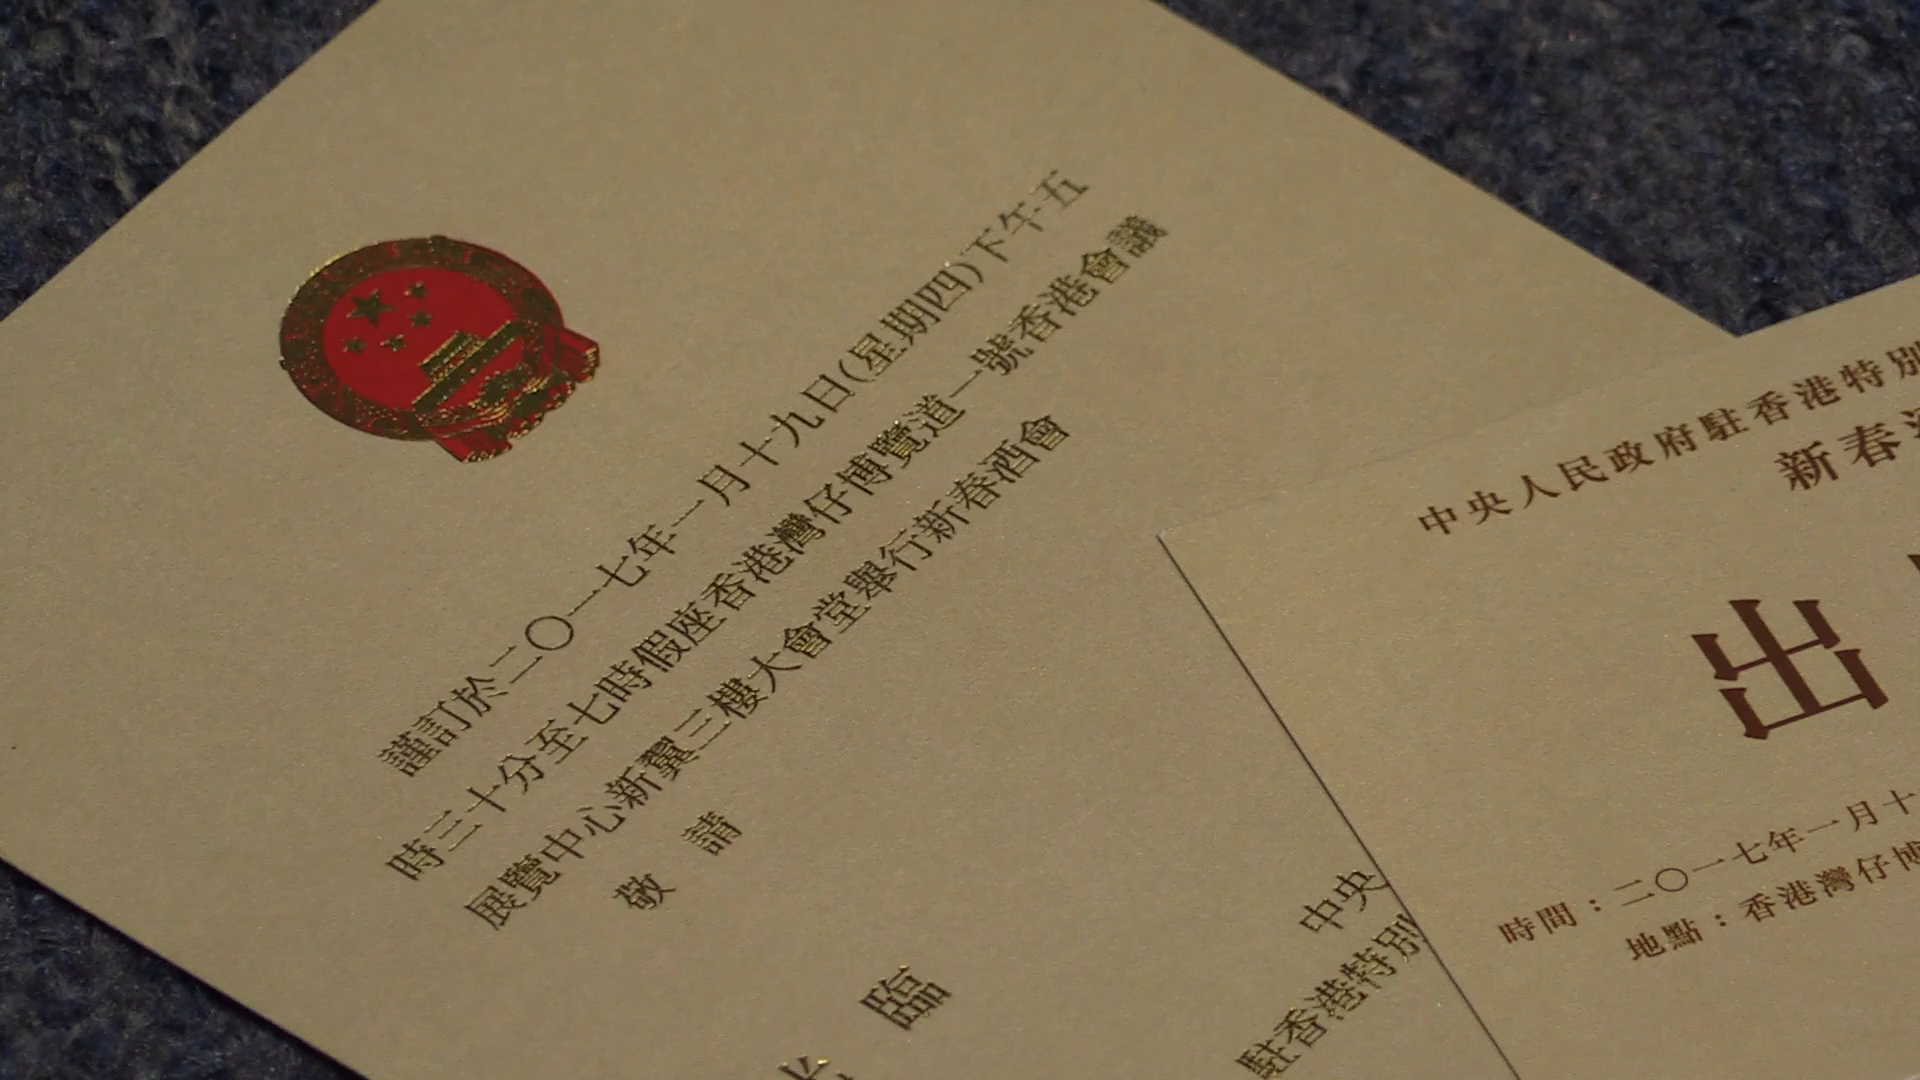 謹訂於二〇一七年一月十九日(星期四)下午五
時三十分至七時假座香港灣仔博覽道一號香港會議
展覽中心新翼三樓大會堂舉行新春酒會
敬請
光臨
中央
駐香港特別
中央人民政府駐香港特別
新春酒
出
時間：二〇一七年一月十
地點：香港灣仔博